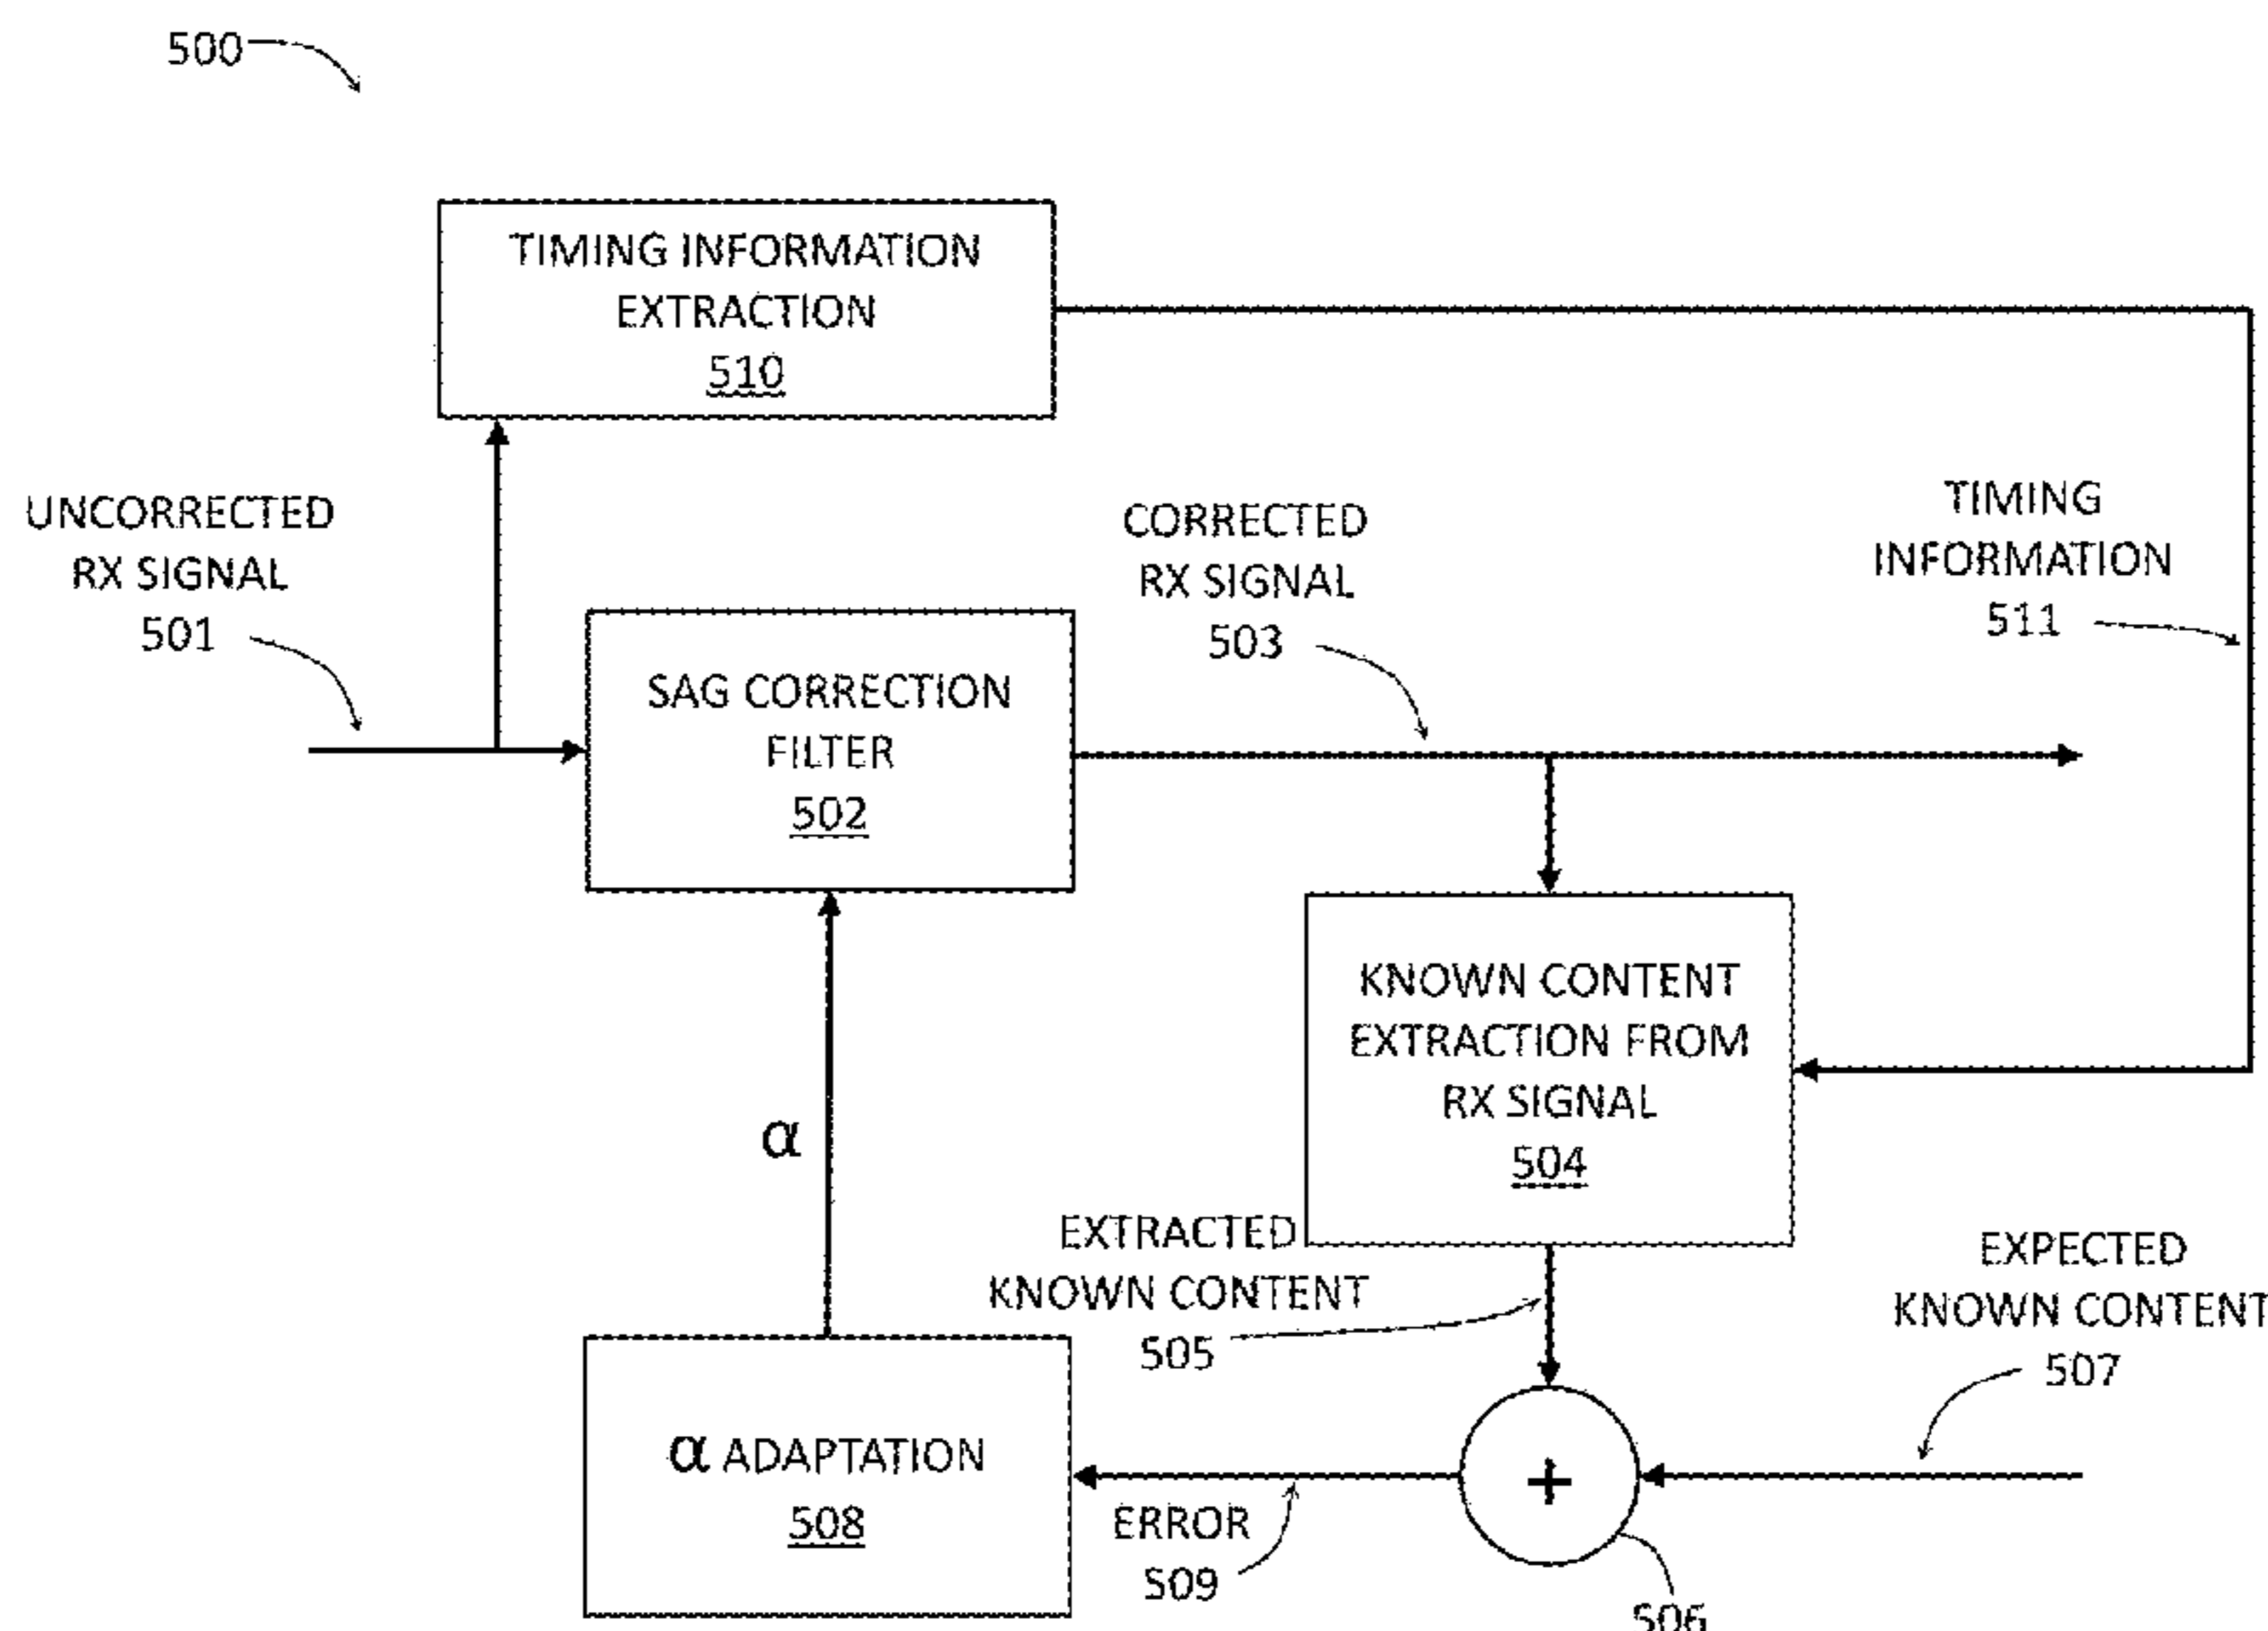 500
TIMING INFORMATION
EXTRACTION
510
UNCORRECTED
RX SIGNAL
501
SAG CORRECTION
FILTER
502
CORRECTED
RX SIGNAL
503
TIMING
INFORMATION
511
KNOWN CONTENT
EXTRACTION FROM
RX SIGNAL
504
α
EXTRACTED
KNOWN CONTENT
505
EXPECTED
KNOWN CONTENT
507
α ADAPTATION
508
ERROR
509
+
506